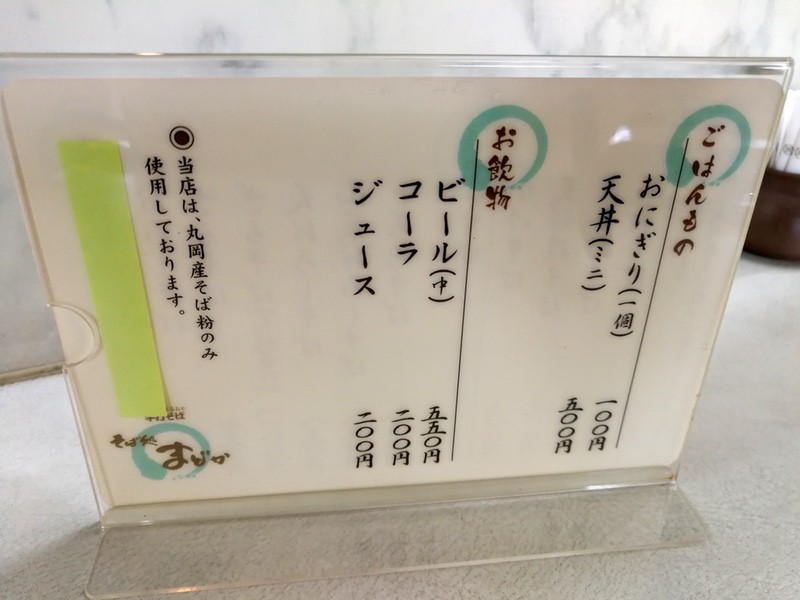 ごはんもの
おにぎり（一個） 一〇〇円
天丼（ミニ） 五〇〇円
お飲物
ビール（中） 五五〇円
コーラ 二〇〇円
ジュース 二〇〇円
◉当店は、丸岡産そば粉のみ
使用しております。
そば処
まどか